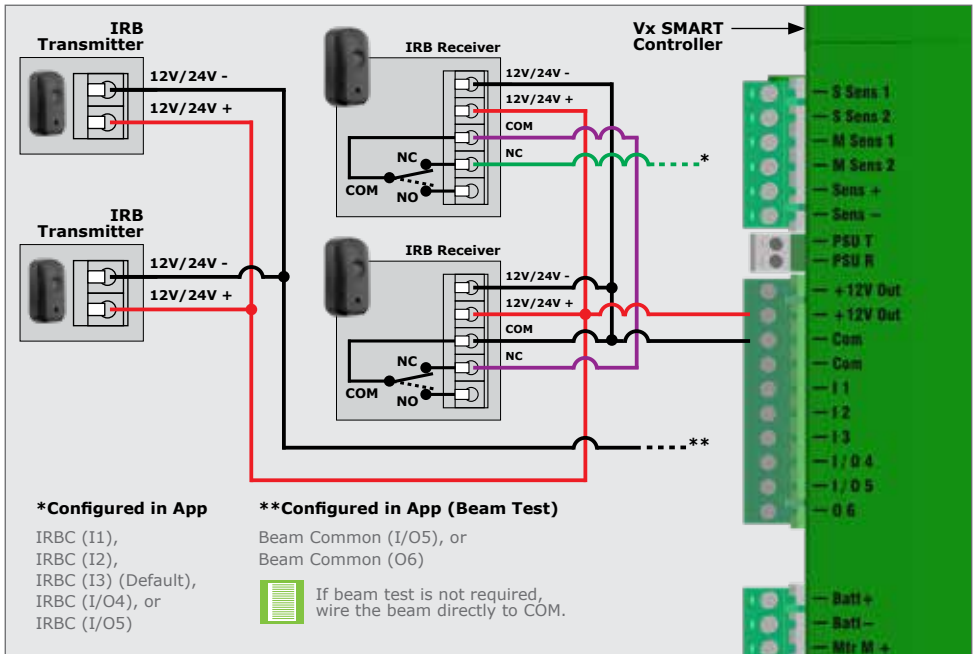 IRB
Transmitter
12V/24V -
12V/24V +
IRB
Transmitter
12V/24V -
12V/24V +
IRB Receiver
12V/24V -
12V/24V +
COM
NC
NC
COM
NO
*
IRB Receiver
12V/24V -
12V/24V +
COM
NC
NC
COM
NO
**
Vx SMART
Controller
S Sens 1
S Sens 2
M Sens 1
M Sens 2
Sens +
Sens –
PSU T
PSU R
+12V Out
+12V Out
Com
Com
I 1
I 2
I 3
I/O 4
I/O 5
O 6
Batt+
Batt–
Mtr M +
*Configured in App
IRBC (I1),
IRBC (I2),
IRBC (I3) (Default),
IRBC (I/O4), or
IRBC (I/O5)
**Configured in App (Beam Test)
Beam Common (I/O5), or
Beam Common (O6)
If beam test is not required,
wire the beam directly to COM.